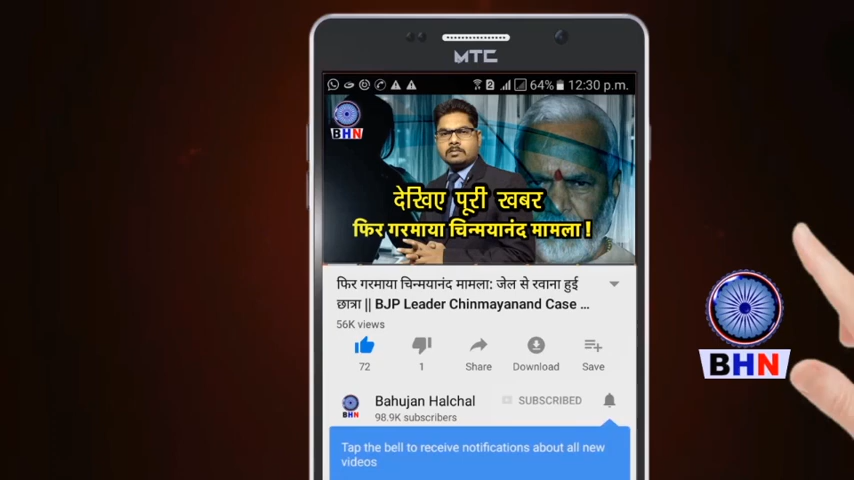 MTC
2 64% 12:30 p.m.
BHN
देखिए पूरी खबर
फिर गरमाया चिन्मयानंद मामला !
फिर गरमाया चिन्मयानंद मामला: जेल से रवाना हुई
छात्रा || BJP Leader Chinmayanand Case ...
56K views
72 1 Share Download Save
Bahujan Halchal SUBSCRIBED
BHN 98.9K subscribers
Tap the bell to receive notifications about all new
videos
BHN